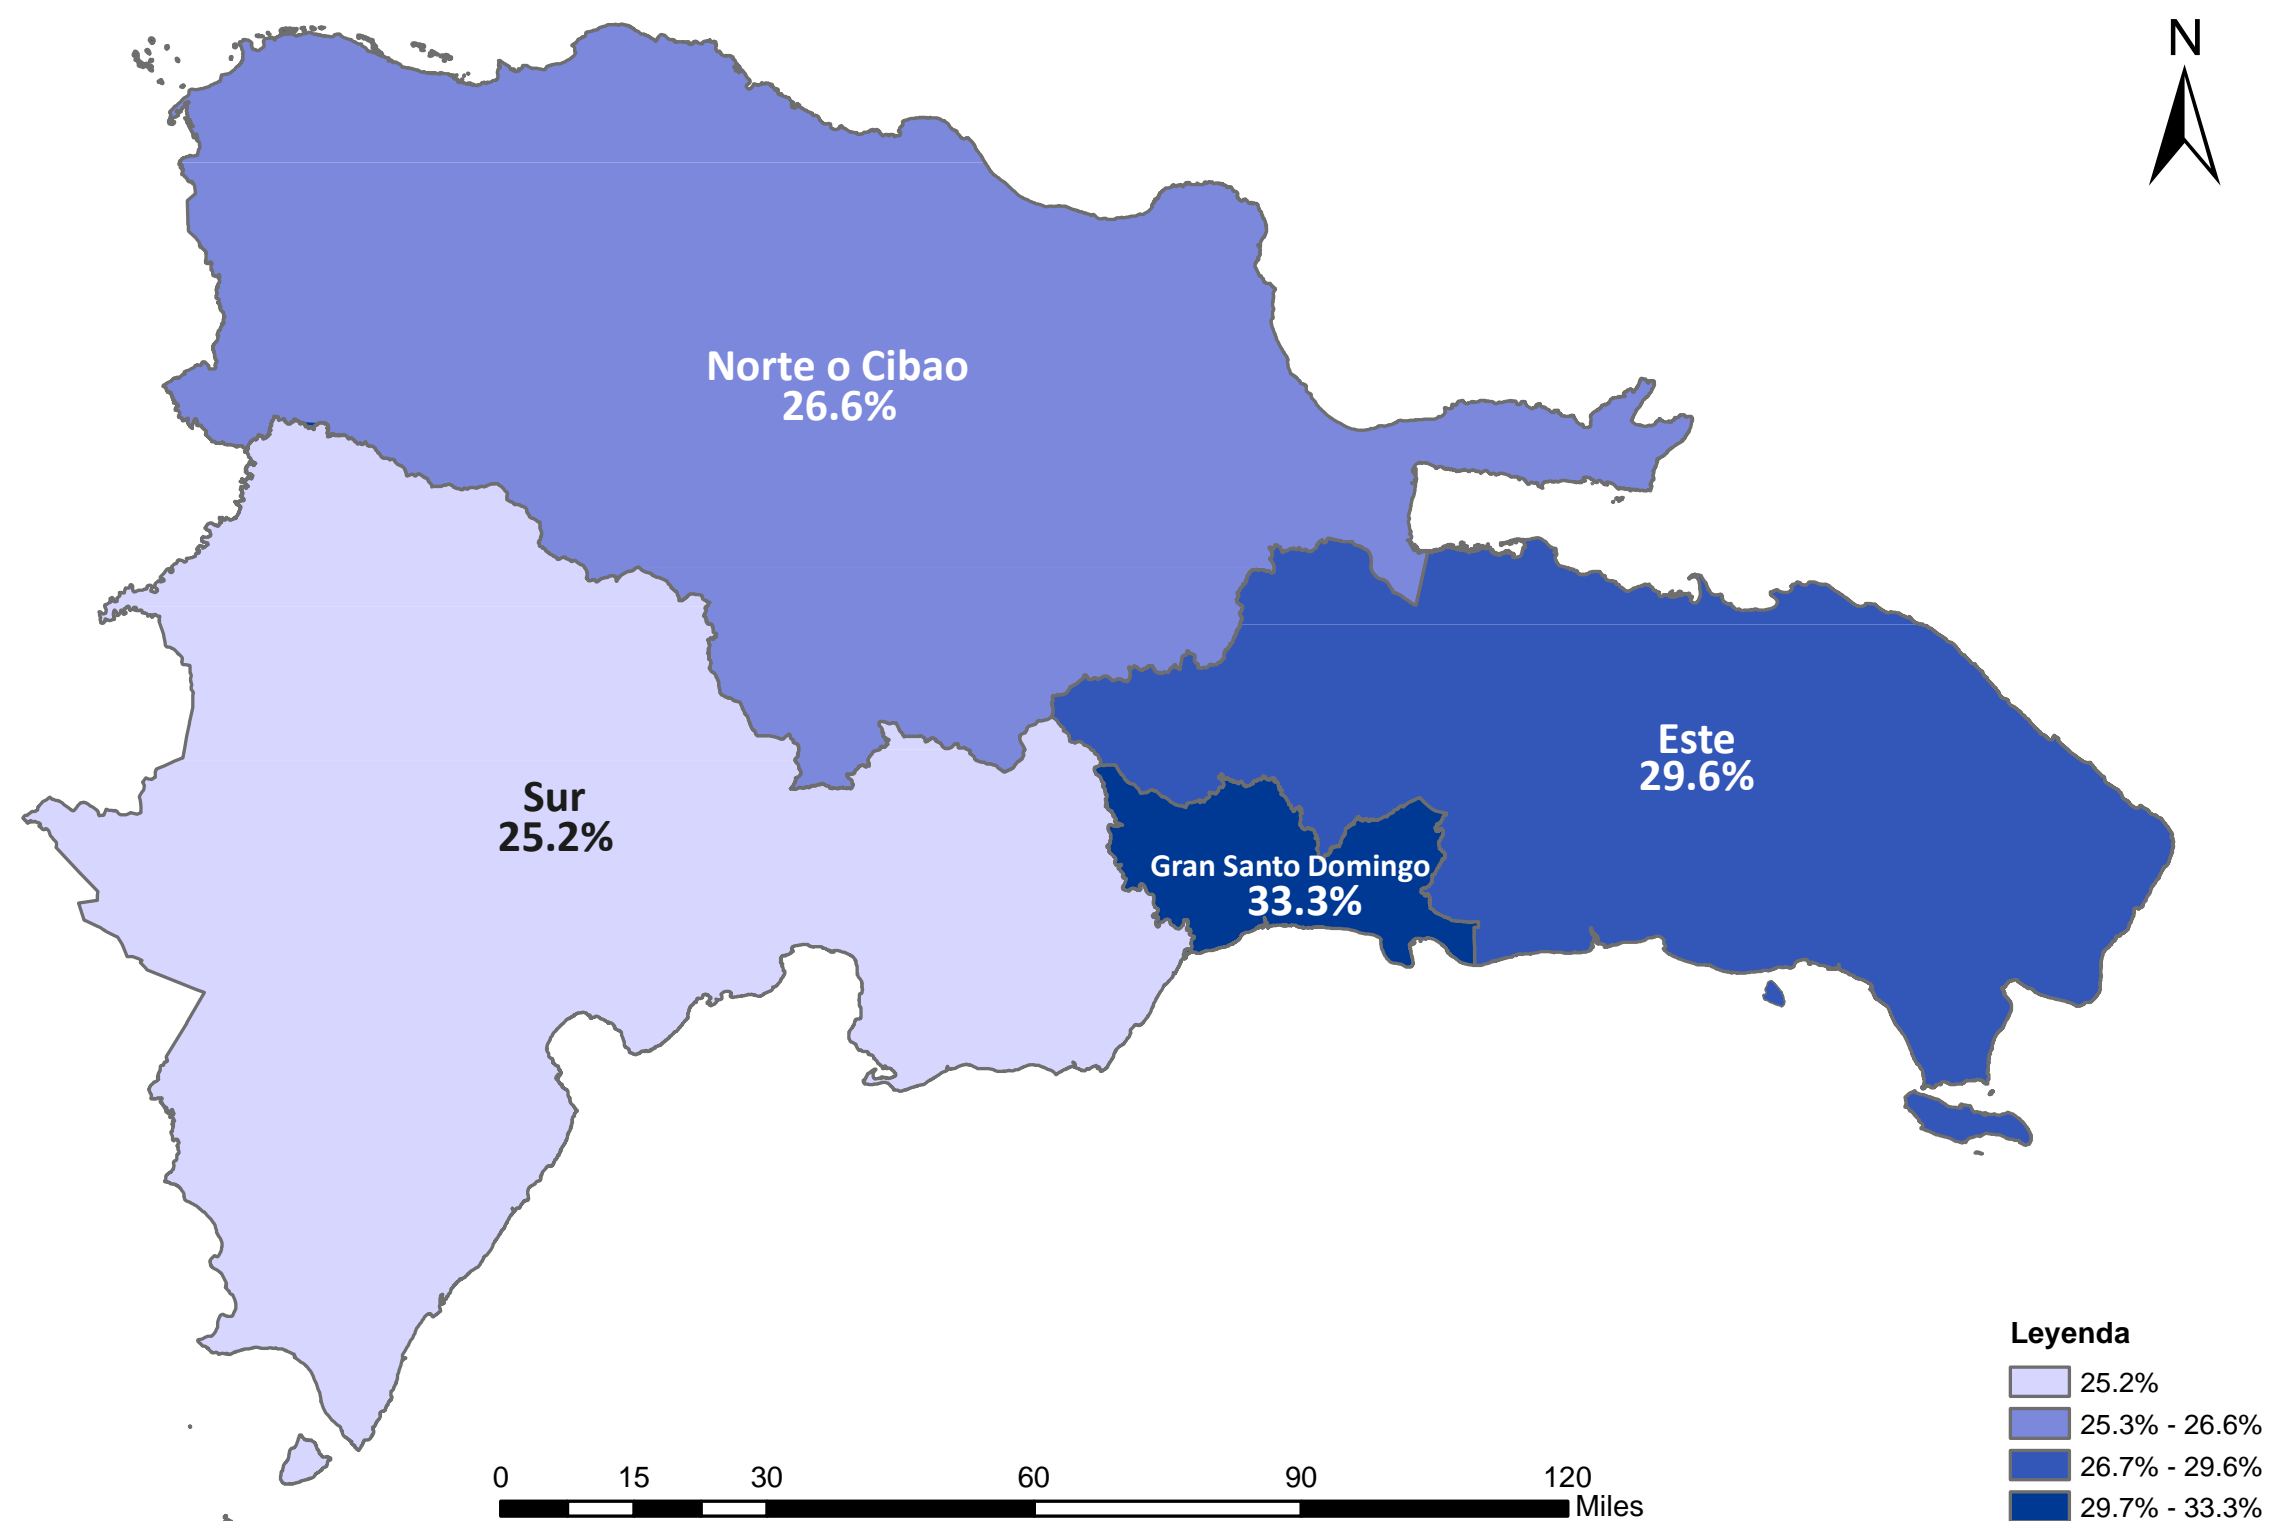 N
Norte o Cibao
26.6%
Este
29.6%
Sur
25.2%
Gran Santo Domingo
33.3%
Leyenda
25.2%
25.3% - 26.6%
26.7% - 29.6%
29.7% - 33.3%
0 15 30 60 90 120
Miles